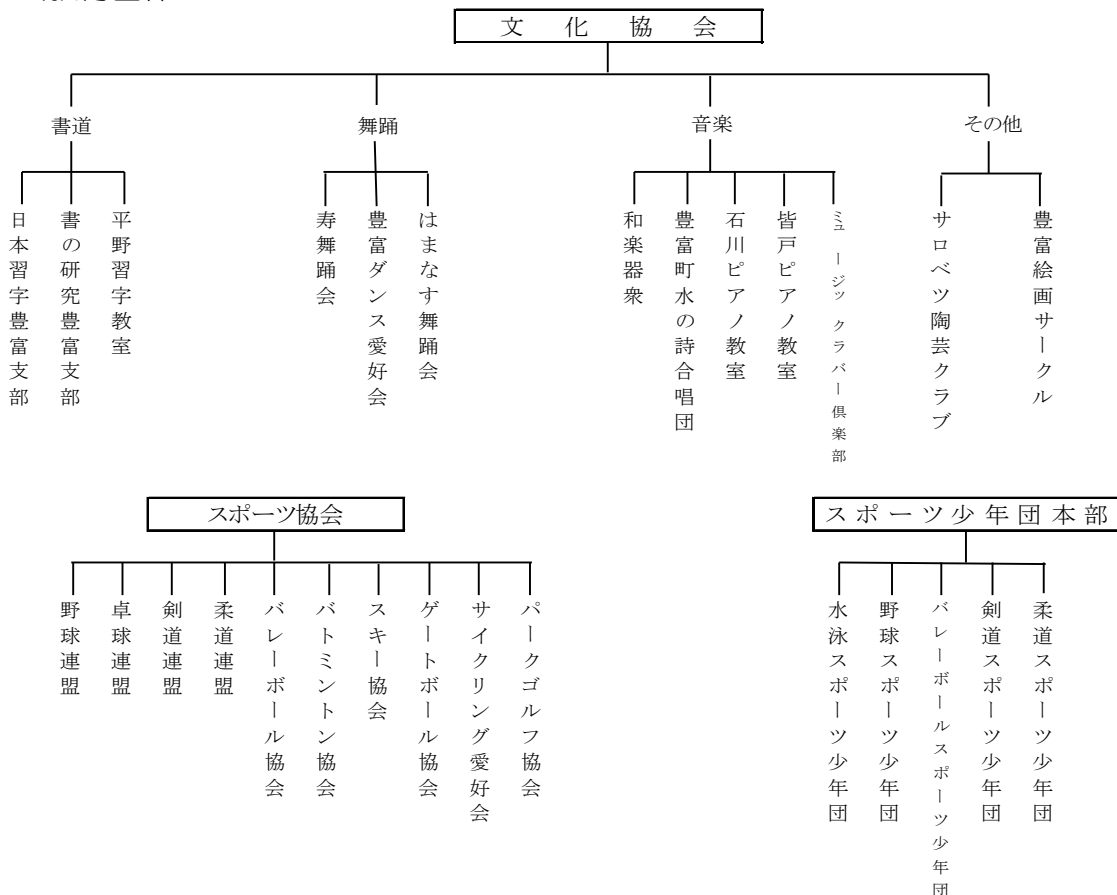 文化協会
書道
舞踊
音楽
その他
日本習字豊富支部
書の研究豊富支部
平野習字教室
寿舞踊会
豊富ダンス愛好会
はまなす舞踊会
和楽器衆
豊富町水の詩合唱団
石川ピアノ教室
皆戸ピアノ教室
ミュージックラバー倶楽部
サロベツ陶芸クラブ
豊富絵画サークル
スポーツ協会
野球連盟
卓球連盟
剣道連盟
柔道連盟
バレーボール協会
バトミントン協会
スキー協会
ゲートボール協会
サイクリング愛好会
パークゴルフ協会
スポーツ少年団本部
水泳スポーツ少年団
野球スポーツ少年団
バレーボールスポーツ少年団
剣道スポーツ少年団
柔道スポーツ少年団